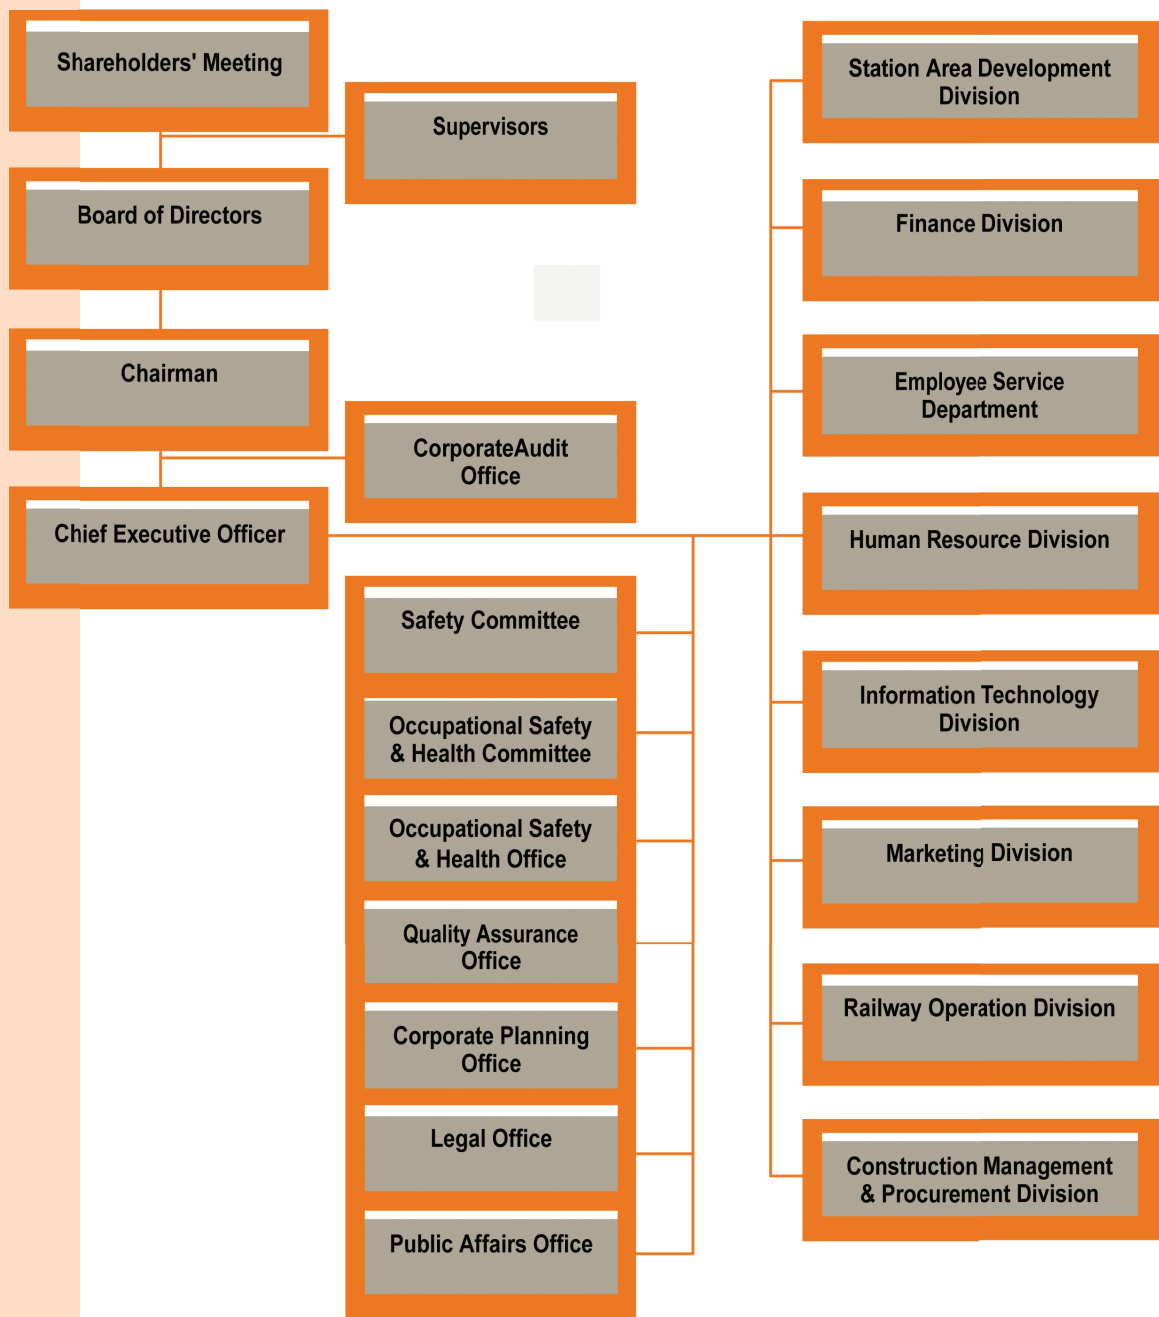 Shareholders' Meeting
Supervisors
Board of Directors
Chairman
CorporateAudit
Office
Chief Executive Officer
Safety Committee
Occupational Safety
& Health Committee
Occupational Safety
& Health Office
Quality Assurance
Office
Corporate Planning
Office
Legal Office
Public Affairs Office
Station Area Development
Division
Finance Division
Employee Service
Department
Human Resource Division
Information Technology
Division
Marketing Division
Railway Operation Division
Construction Management
& Procurement Division